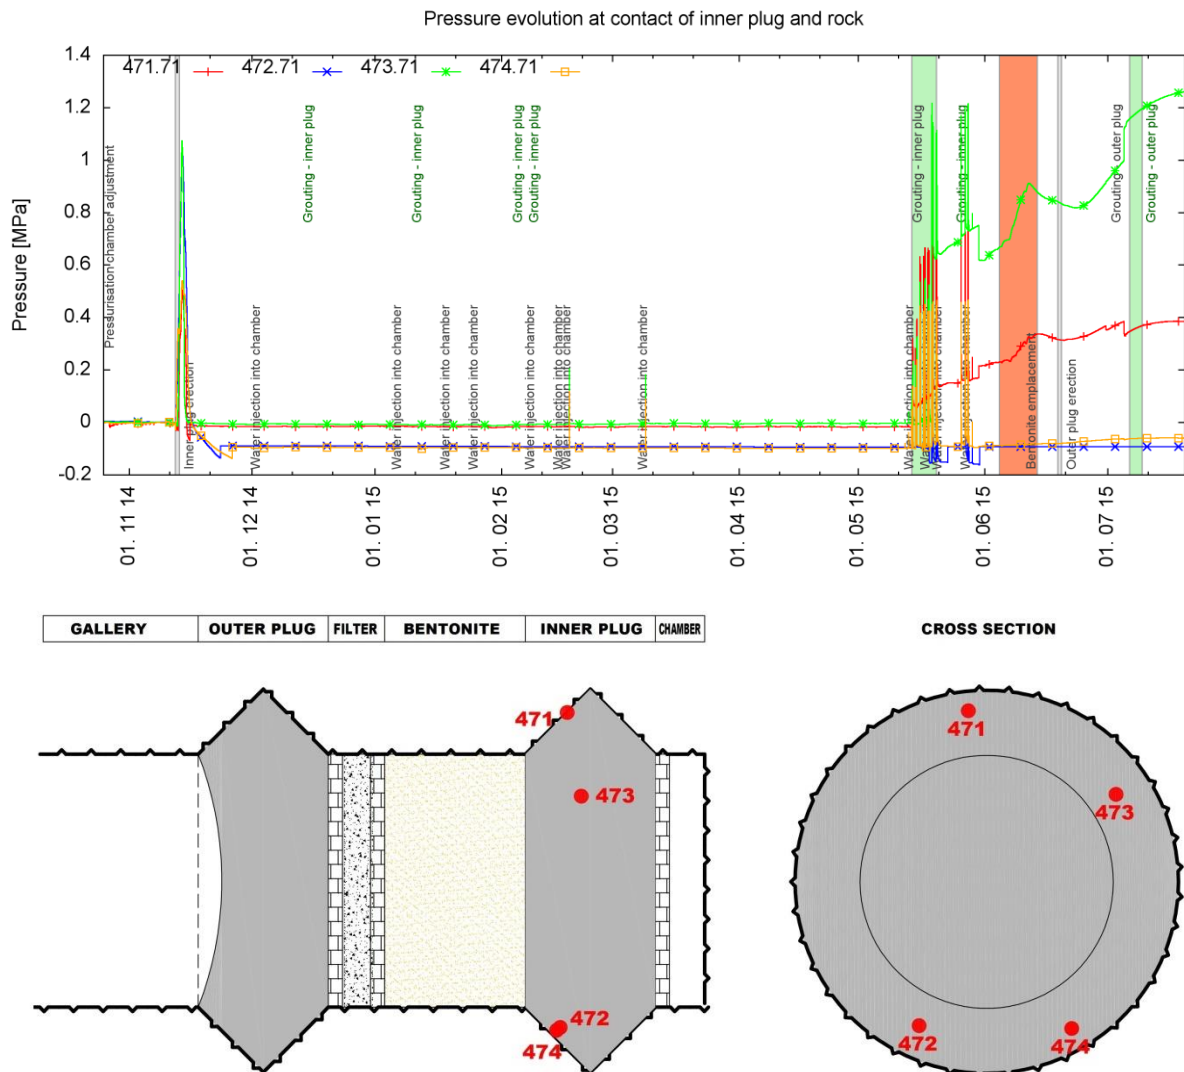 Pressure evolution at contact of inner plug and rock
Pressure [MPa]
1.4
1.2
1
0.8
0.6
0.4
0.2
0
-0.2
471.71
472.71
473.71
474.71
Pressurisation chamber adjustment
Inner plug erection
Water injection into chamber
Grouting - inner plug
Water injection into chamber
Grouting - inner plug
Water injection into chamber
Water injection into chamber
Grouting - inner plug
Grouting - inner plug
Water injection into chamber
Water injection into chamber
Water injection into chamber
Water injection into chamber
Water injection into chamber
Grouting - inner plug
Water injection into chamber
Water injection into chamber
Grouting - inner plug
Water injection into chamber
Bentonite emplacement
Outer plug erection
Grouting - outer plug
Grouting - outer plug
01. 11 14
01. 12 14
01. 01 15
01. 02 15
01. 03 15
01. 04 15
01. 05 15
01. 06 15
01. 07 15
GALLERY
OUTER PLUG
FILTER
BENTONITE
INNER PLUG
CHAMBER
471
473
472
474
CROSS SECTION
471
473
472
474